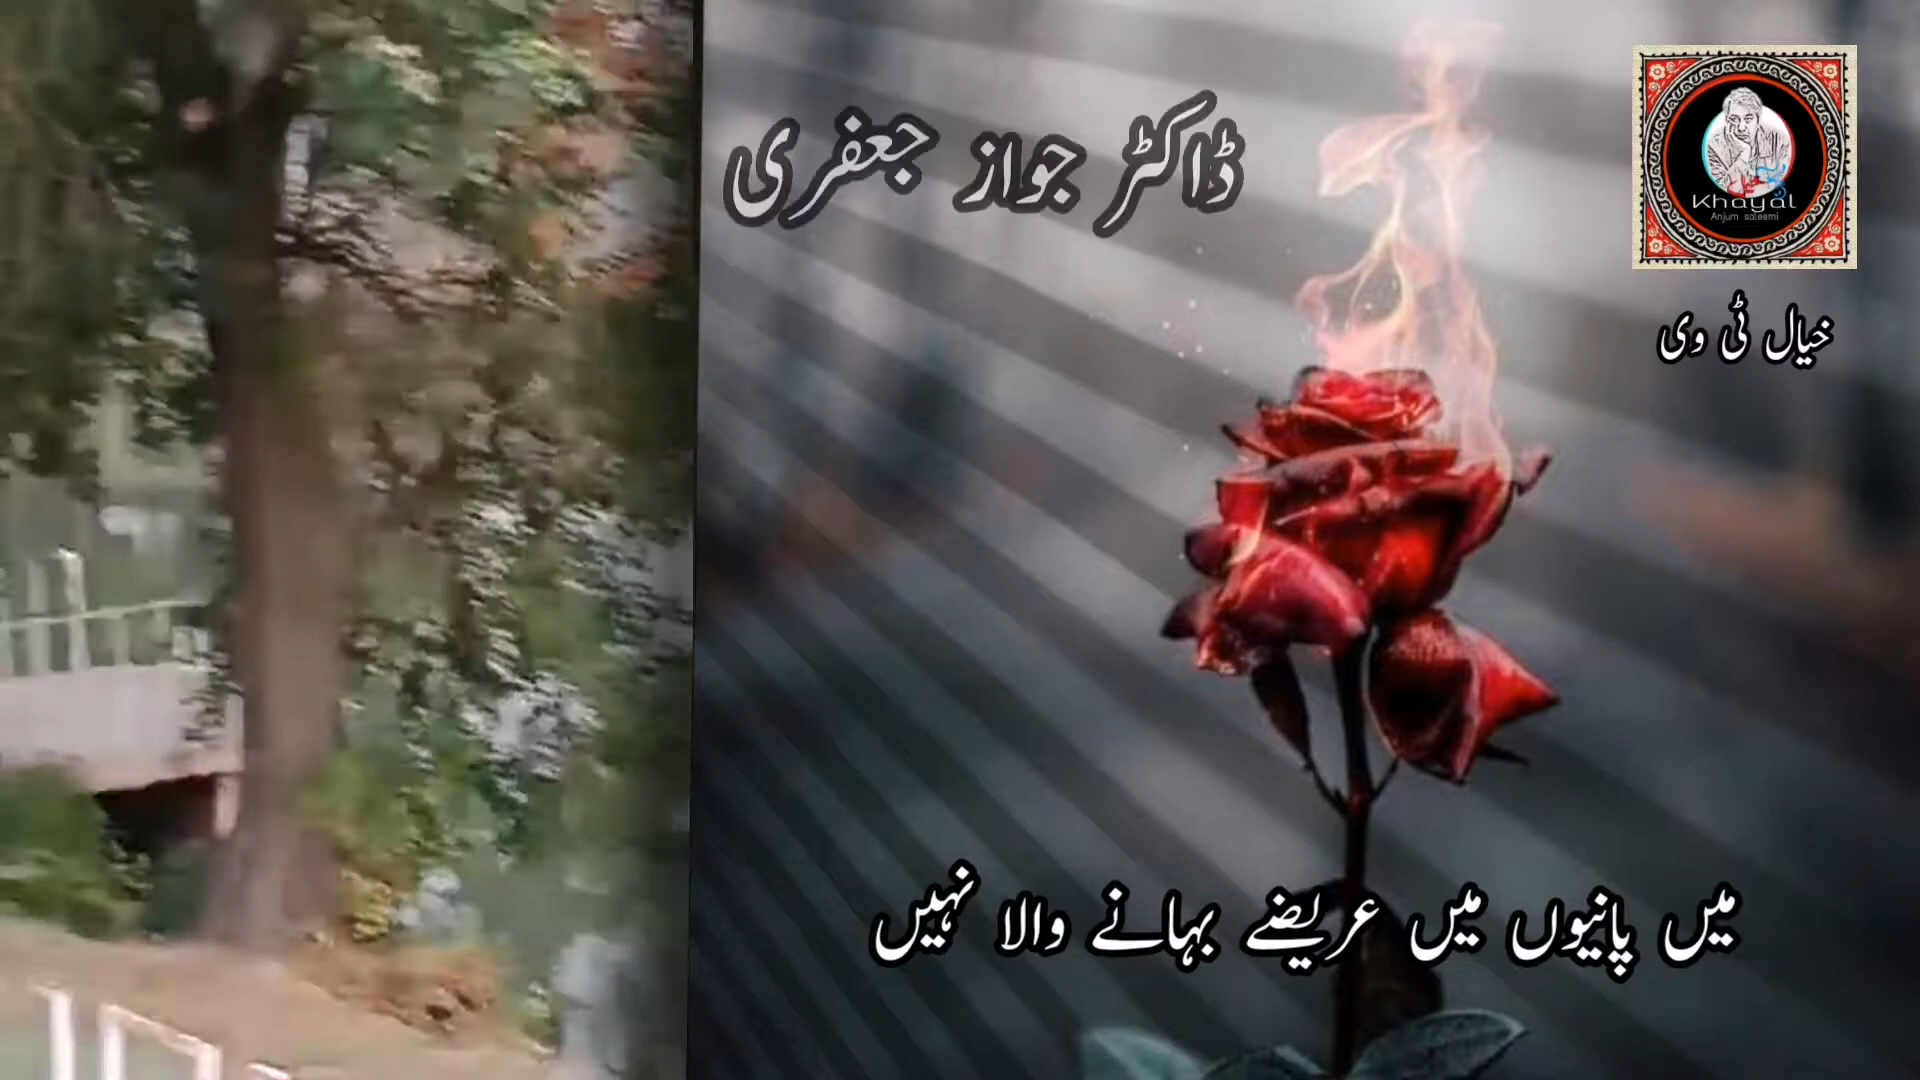 ڈاکٹر جواز جعفری
Khayal
Anjum saleemi
خیال ٹی وی
میں پانیوں میں عریضے بہانے والا نہیں